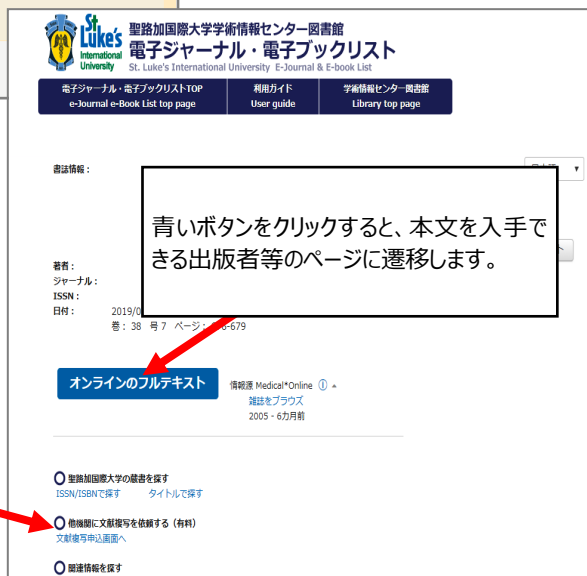 St.
Luke's
International
University
聖路加国際大学学術情報センター図書館
電子ジャーナル・電子ブックリスト
St. Luke's International University E-Journal & E-book List
電子ジャーナル・電子ブックリストTOP
e-Journal e-Book List top page
利用ガイド
User guide
学術情報センター図書館
Library top page
書誌情報：
青いボタンをクリックすると、本文を入手で
きる出版者等のページに遷移します。
著者：
ジャーナル：
ISSN：
日付：
2019/0
巻： 38 号 7 ページ：
-679
オンラインのフルテキスト
情報源 Medical*Online
雑誌をブラウズ
2005 - 6カ月前
聖路加国際大学の蔵書を探す
ISSN/ISBNで探す タイトルで探す
他機関に文献複写を依頼する（有料）
文献複写申込画面へ
関連情報を探す